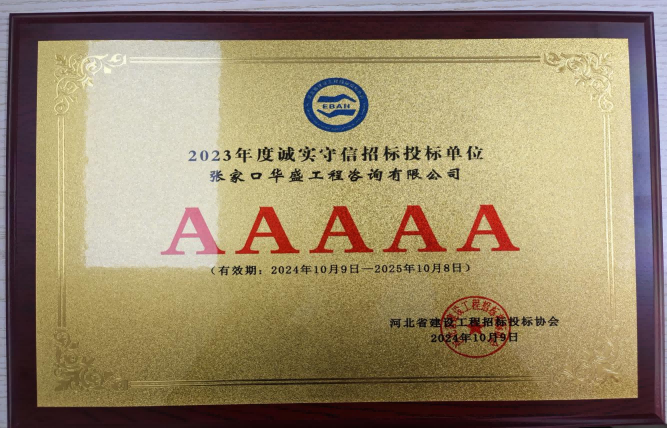 EBAH
2023年度诚实守信招标投标单位
张家口华盛工程咨询有限公司
AAAAA
(有效期：2024年10月9日—2025年10月8日)
河北省建设工程招标投标协会
2024年10月9日